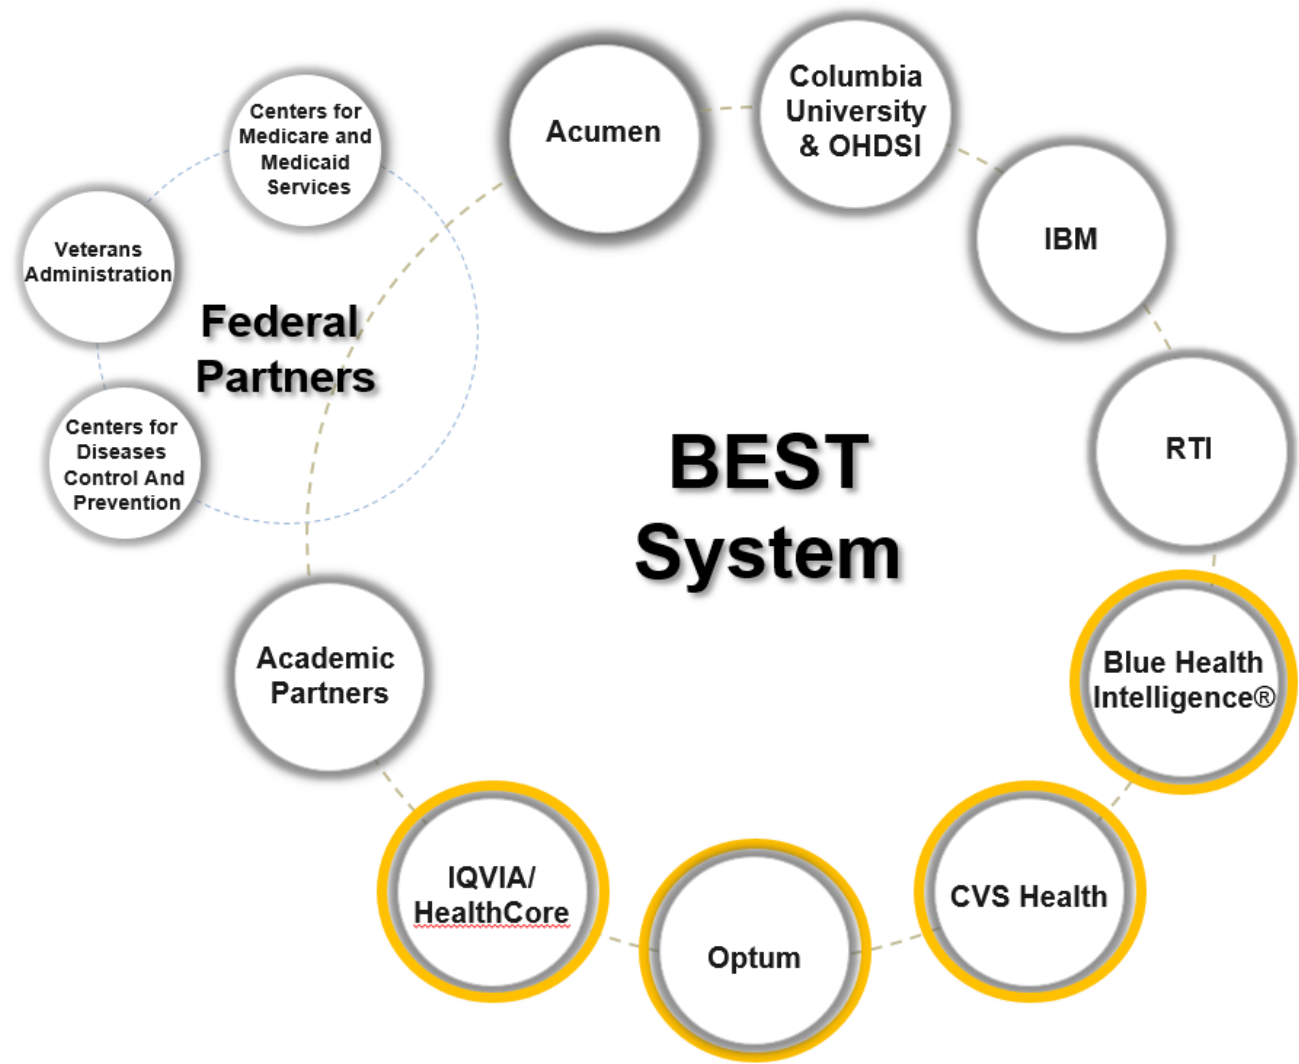 Centers for
Medicare and
Medicaid
Services
Veterans
Administration
Federal
Partners
Centers for
Diseases
Control And
Prevention
Acumen
Columbia
University
& OHDSI
IBM
RTI
BEST
System
Blue Health
Intelligence®
CVS Health
Optum
IQVIA/
HealthCore
Academic
Partners